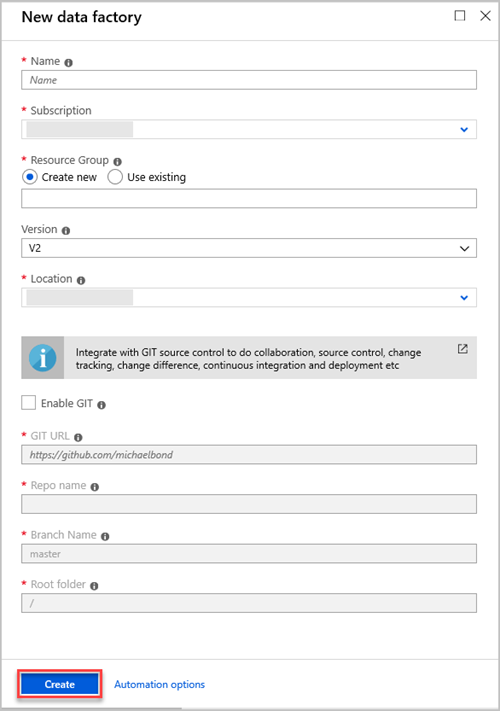 New data factory
* Name
Name
* Subscription
* Resource Group
Create new Use existing
Version
V2
* Location
Integrate with GIT source control to do collaboration, source control, change
tracking, change difference, continuous integration and deployment etc
Enable GIT
* GIT URL
https://github.com/michaelbond
* Repo name
* Branch Name
master
* Root folder
/
Create Automation options